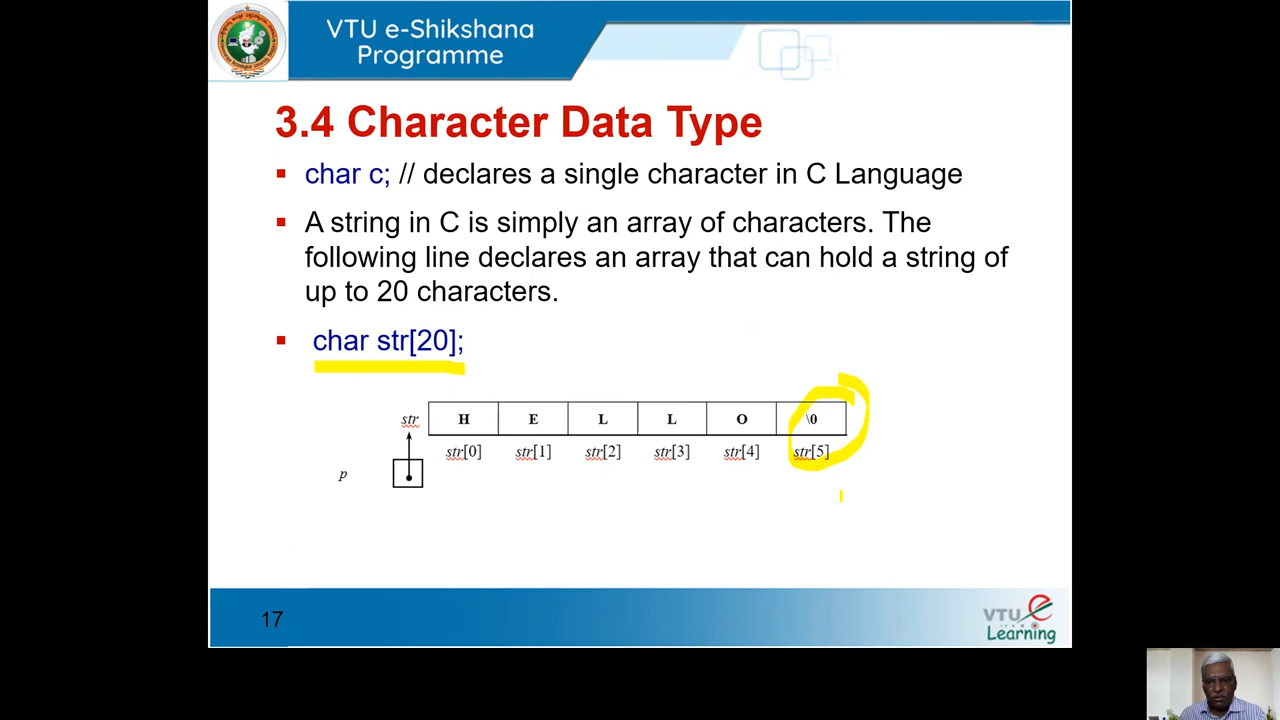 VTU e-Shikshana
Programme
3.4 Character Data Type
▪ char c; // declares a single character in C Language
▪ A string in C is simply an array of characters. The
following line declares an array that can hold a string of
up to 20 characters.
▪ char str[20];
str H E L L O \0
str[0] str[1] str[2] str[3] str[4] str[5]
p
17
VTU e
Learning